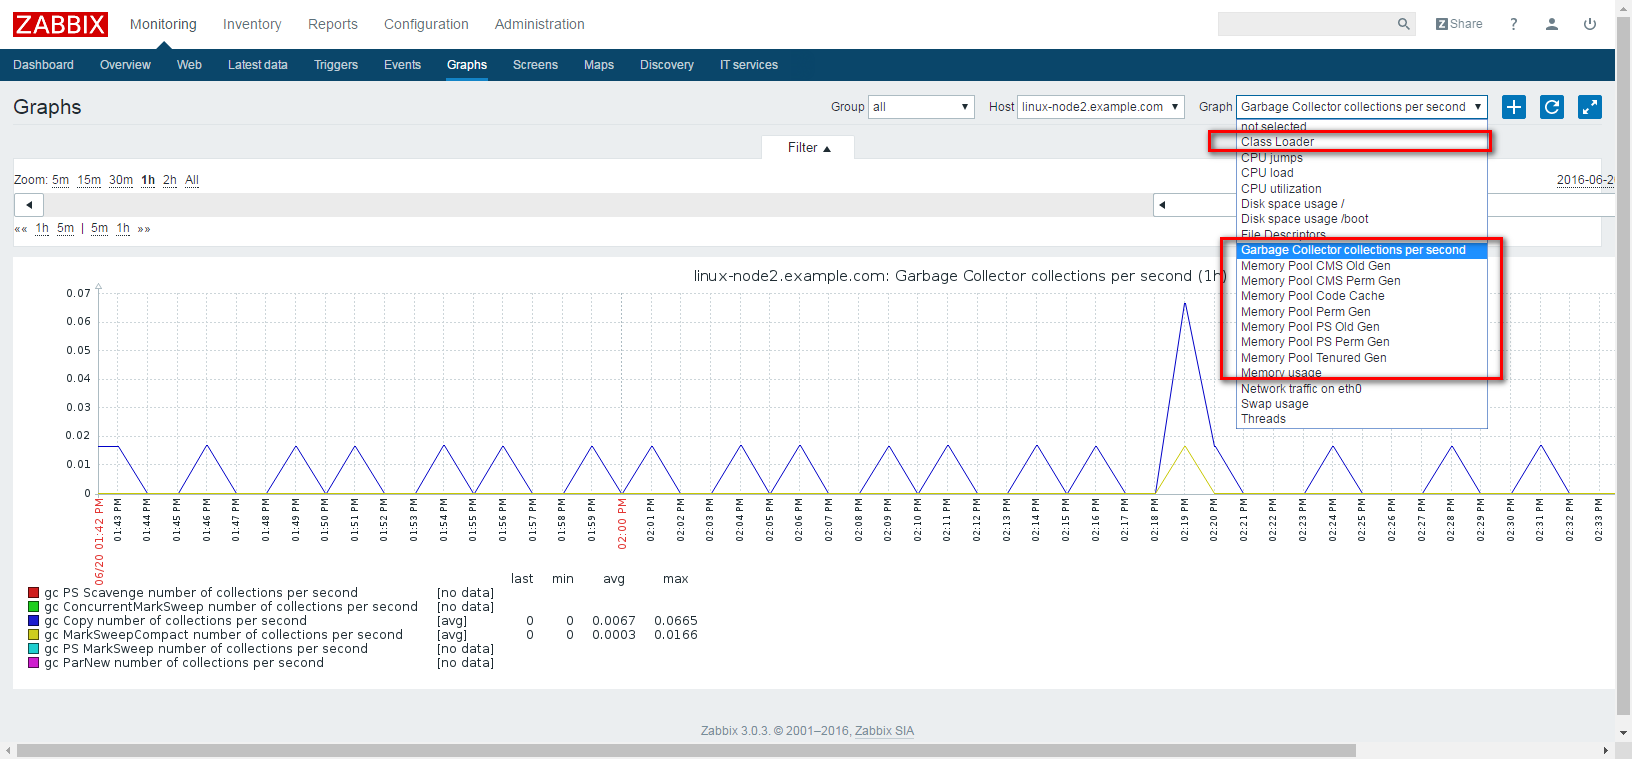 ZABBIX Monitoring Inventory Reports Configuration Administration Z Share ?
Dashboard Overview Web Latest data Triggers Events Graphs Screens Maps Discovery IT services
Graphs Group all Host linux-node2.example.com Graph Garbage Collector collections per second
not selected
Class Loader
CPU jumps
CPU load
CPU utilization
Disk space usage /
Disk space usage /boot
File Descriptors
Garbage Collector collections per second
Memory Pool CMS Old Gen
Memory Pool CMS Perm Gen
Memory Pool Code Cache
Memory Pool Perm Gen
Memory Pool PS Old Gen
Memory Pool PS Perm Gen
Memory Pool Tenured Gen
Memory usage
Network traffic on eth0
Swap usage
Threads
Filter ▲
Zoom: 5m 15m 30m 1h 2h All 2016-06-2
«« 1h 5m | 5m 1h »»
linux-node2.example.com: Garbage Collector collections per second (1h)
0.07
0.06
0.05
0.04
0.03
0.02
0.01
0
06/20 01:42 PM
01:43 PM
01:44 PM
01:45 PM
01:46 PM
01:47 PM
01:48 PM
01:49 PM
01:50 PM
01:51 PM
01:52 PM
01:53 PM
01:54 PM
01:55 PM
01:56 PM
01:57 PM
01:58 PM
01:59 PM
02:00 PM
02:01 PM
02:02 PM
02:03 PM
02:04 PM
02:05 PM
02:06 PM
02:07 PM
02:08 PM
02:09 PM
02:10 PM
02:11 PM
02:12 PM
02:13 PM
02:14 PM
02:15 PM
02:16 PM
02:17 PM
02:18 PM
02:19 PM
02:20 PM
02:21 PM
02:22 PM
02:23 PM
02:24 PM
02:25 PM
02:26 PM
02:27 PM
02:28 PM
02:29 PM
02:30 PM
02:31 PM
02:32 PM
02:33 PM
last min avg max
gc PS Scavenge number of collections per second [no data]
gc ConcurrentMarkSweep number of collections per second [no data]
gc Copy number of collections per second [avg] 0 0 0.0067 0.0665
gc MarkSweepCompact number of collections per second [avg] 0 0 0.0003 0.0166
gc PS MarkSweep number of collections per second [no data]
gc ParNew number of collections per second [no data]
Zabbix 3.0.3. © 2001–2016, Zabbix SIA